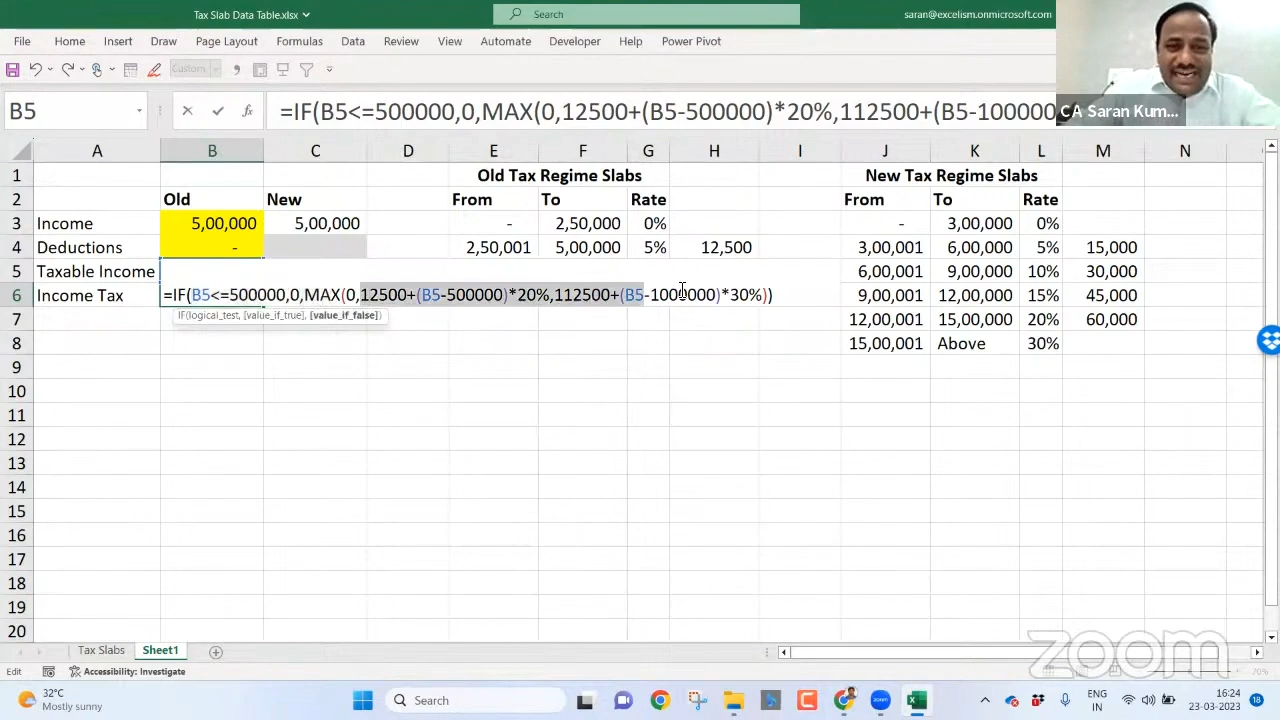 Tax Slab Data Table.xlsx
Search
saran@excelism.onmicrosoft.com
File Home Insert Draw Page Layout Formulas Data Review View Automate Developer Help Power Pivot
Custom
B5
=IF(B5<=500000,0,MAX(0,12500+(B5-500000)*20%,112500+(B5-100000
CA Saran Kum...
A B C D E F G H I J K L M N
1 Old Tax Regime Slabs New Tax Regime Slabs
2 Old New From To Rate From To Rate
3 Income 5,00,000 5,00,000 - 2,50,000 0% - 3,00,000 0%
4 Deductions - 2,50,001 5,00,000 5% 12,500 3,00,001 6,00,000 5% 15,000
5 Taxable Income 6,00,001 9,00,000 10% 30,000
6 Income Tax =IF(B5<=500000,0,MAX(0,12500+(B5-500000)*20%,112500+(B5-1000000)*30%)) 9,00,001 12,00,000 15% 45,000
IF(logical_test, [value_if_true], [value_if_false])
7 12,00,001 15,00,000 20% 60,000
8 15,00,001 Above 30%
9
10
11
12
13
14
15
16
17
18
19
20
Tax Slabs Sheet1
zoom
Edit Accessibility: Investigate 70%
32°C
Mostly sunny
Search
ENG
IN
16:24
23-03-2023
18